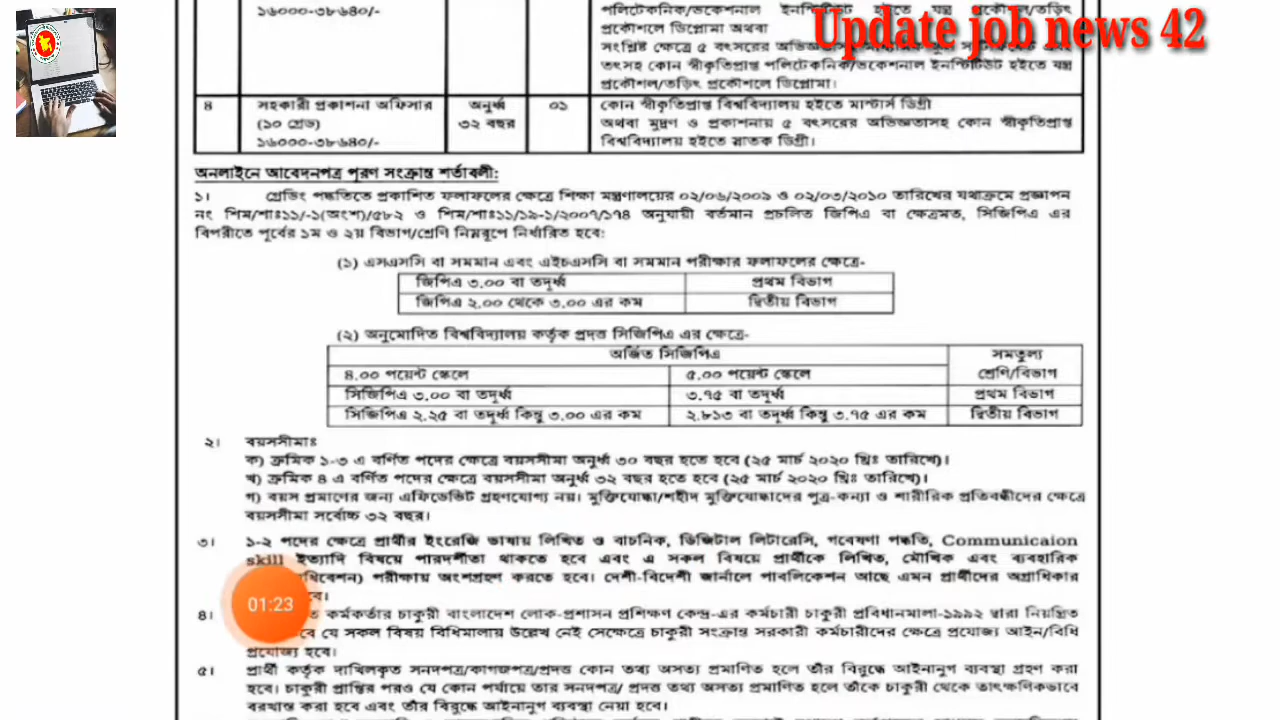 Update job news 42
১৬০০০-৩৮৬৪০/-
পলিটেকনিক/ভকেশনাল ইনস্টিটিউট হইতে যন্ত্র প্রকৌশল/তড়িৎ
প্রকৌশলে ডিপ্লোমা অথবা
সংশ্লিষ্ট ক্ষেত্রে ৫ বৎসরের
তৎসহ কোন স্বীকৃতিপ্রাপ্ত পলিটেকনিক/ভকেশনাল ইনস্টিটিউট হইতে যন্ত্র
প্রকৌশল/তড়িৎ প্রকৌশলে ডিপ্লোমা।
৪ সহকারী প্রকাশনা অফিসার অনুর্ধ্ব ০১ কোন স্বীকৃতিপ্রাপ্ত বিশ্ববিদ্যালয় হইতে মাস্টার্স ডিগ্রী
(১০ গ্রেড) ৩২ বছর অথবা মুদ্রণ ও প্রকাশনায় ৫ বৎসরের অভিজ্ঞতাসহ কোন স্বীকৃতিপ্রাপ্ত
১৬০০০-৩৮৬৪০/- বিশ্ববিদ্যালয় হইতে স্নাতক ডিগ্রী।
অনলাইনে আবেদনপত্র পূরণ সংক্রান্ত শর্তাবলী:
১। গ্রেডিং পদ্ধতিতে প্রকাশিত ফলাফলের ক্ষেত্রে শিক্ষা মন্ত্রণালয়ের ০২/০৬/২০০৯ ও ০২/০৩/২০১০ তারিখের যথাক্রমে প্রজ্ঞাপন
নং শিম/শাঃ১১/-১(অংশ)/৫৮২ ও শিম/শাঃ১১/১৯-১/২০০৭/১৭৪ অনুযায়ী বর্তমান প্রচলিত জিপিএ বা ক্ষেত্রমত, সিজিপিএ এর
বিপরীতে পূর্বের ১ম ও ২য় বিভাগ/শ্রেণি নিম্নরূপে নির্ধারিত হবে:
(১) এসএসসি বা সমমান এবং এইচএসসি বা সমমান পরীক্ষার ফলাফলের ক্ষেত্রে-
জিপিএ ৩.০০ বা তদূর্ধ্ব প্রথম বিভাগ
জিপিএ ২.০০ থেকে ৩.০০ এর কম দ্বিতীয় বিভাগ
(২) অনুমোদিত বিশ্ববিদ্যালয় কর্তৃক প্রদত্ত সিজিপিএ এর ক্ষেত্রে-
অর্জিত সিজিপিএ সমতুল্য
৪.০০ পয়েন্ট স্কেলে ৫.০০ পয়েন্ট স্কেলে শ্রেণি/বিভাগ
সিজিপিএ ৩.০০ বা তদূর্ধ্ব ৩.৭৫ বা তদূর্ধ্ব প্রথম বিভাগ
সিজিপিএ ২.২৫ বা তদূর্ধ্ব কিন্তু ৩.০০ এর কম ২.৮১৩ বা তদূর্ধ্ব কিন্তু ৩.৭৫ এর কম দ্বিতীয় বিভাগ
২। বয়সসীমাঃ
ক) ক্রমিক ১-৩ এ বর্ণিত পদের ক্ষেত্রে বয়সসীমা অনুর্ধ্ব ৩০ বছর হতে হবে (২৫ মার্চ ২০২০ খ্রিঃ তারিখে)।
খ) ক্রমিক ৪ এ বর্ণিত পদের ক্ষেত্রে বয়সসীমা অনুর্ধ্ব ৩২ বছর হতে হবে (২৫ মার্চ ২০২০ খ্রিঃ তারিখে)।
গ) বয়স প্রমাণের জন্য এফিডেভিট গ্রহণযোগ্য নয়। মুক্তিযোদ্ধা/শহীদ মুক্তিযোদ্ধাদের পুত্র-কন্যা ও শারীরিক প্রতিবন্ধীদের ক্ষেত্রে
বয়সসীমা সর্বোচ্চ ৩২ বছর।
৩। ১-২ পদের ক্ষেত্রে প্রার্থীর ইংরেজি ভাষায় লিখিত ও বাচনিক, ডিজিটাল লিটারেসি, গবেষণা পদ্ধতি, Communicaion
skill ইত্যাদি বিষয়ে পারদর্শীতা থাকতে হবে এবং এ সকল বিষয়ে প্রার্থীকে লিখিত, মৌখিক এবং ব্যবহারিক
পরীক্ষায় অংশগ্রহণ করতে হবে। দেশী-বিদেশী জার্নালে পাবলিকেশন আছে এমন প্রার্থীদের অগ্রাধিকার
01:23
৪। কর্মকর্তার চাকুরী বাংলাদেশ লোক-প্রশাসন প্রশিক্ষণ কেন্দ্র-এর কর্মচারী চাকুরী প্রবিধানমালা-১৯৯২ দ্বারা নিয়ন্ত্রিত
যে সকল বিষয় বিধিমালায় উল্লেখ নেই সেক্ষেত্রে চাকুরী সংক্রান্ত সরকারী কর্মচারীদের ক্ষেত্রে প্রযোজ্য আইন/বিধি
প্রযোজ্য হবে।
৫। প্রার্থী কর্তৃক দাখিলকৃত সনদপত্র/কাগজপত্র/প্রদত্ত কোন তথ্য অসত্য প্রমাণিত হলে তাঁর বিরুদ্ধে আইনানুগ ব্যবস্থা গ্রহণ করা
হবে। চাকুরী প্রাপ্তির পরও যে কোন পর্যায়ে তার সনদপত্র/ প্রদত্ত তথ্য অসত্য প্রমাণিত হলে তাঁকে চাকুরী থেকে তাৎক্ষণিকভাবে
বরখাস্ত করা হবে এবং তাঁর বিরুদ্ধে আইনানুগ ব্যবস্থা নেয়া হবে।